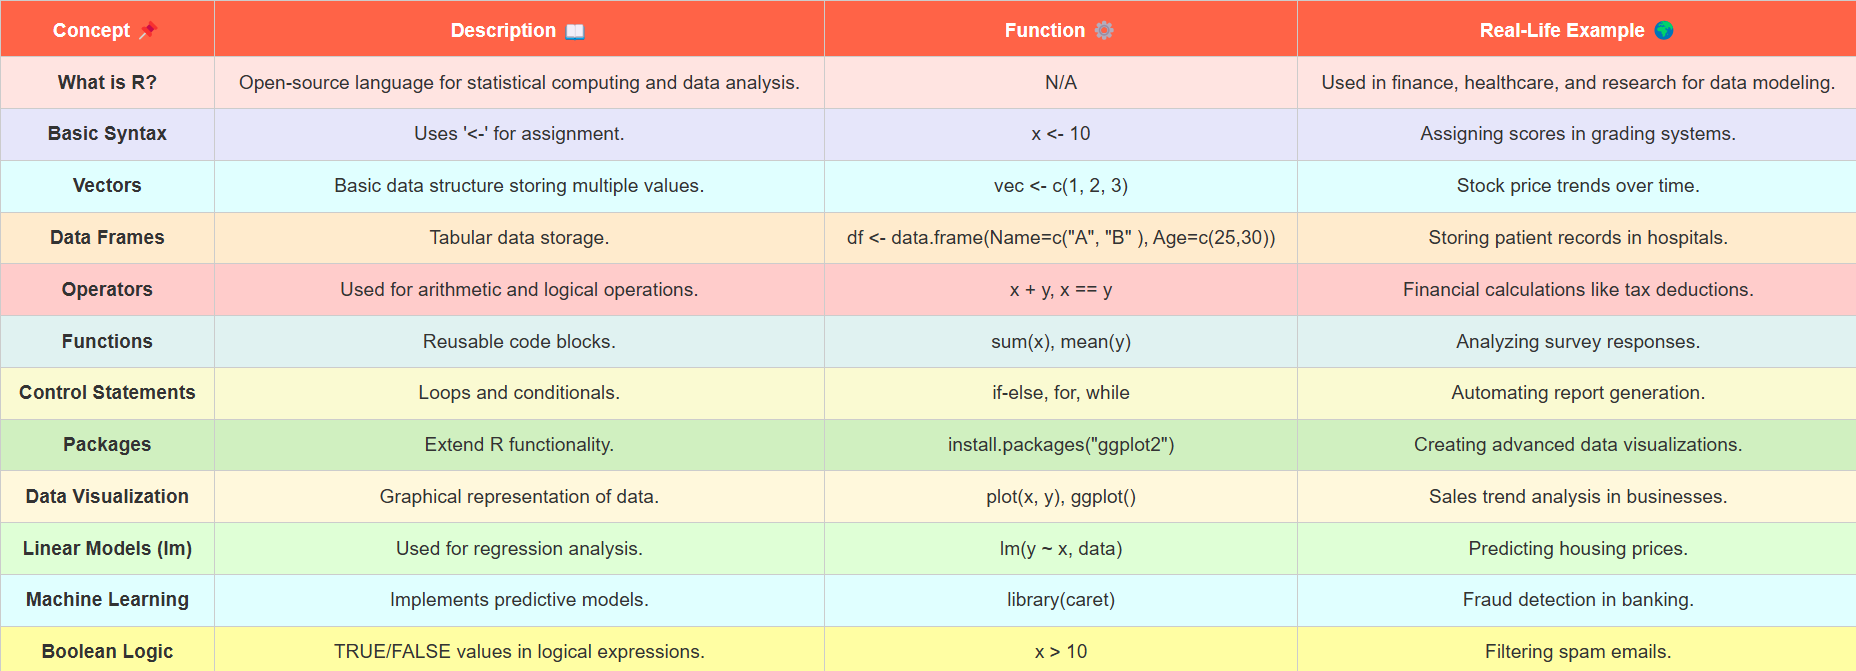 Concept 📌 Description 📖 Function ⚙️ Real-Life Example 🌍
What is R? Open-source language for statistical computing and data analysis. N/A Used in finance, healthcare, and research for data modeling.
Basic Syntax Uses '<-' for assignment. x <- 10 Assigning scores in grading systems.
Vectors Basic data structure storing multiple values. vec <- c(1, 2, 3) Stock price trends over time.
Data Frames Tabular data storage. df <- data.frame(Name=c("A", "B" ), Age=c(25,30)) Storing patient records in hospitals.
Operators Used for arithmetic and logical operations. x + y, x == y Financial calculations like tax deductions.
Functions Reusable code blocks. sum(x), mean(y) Analyzing survey responses.
Control Statements Loops and conditionals. if-else, for, while Automating report generation.
Packages Extend R functionality. install.packages("ggplot2") Creating advanced data visualizations.
Data Visualization Graphical representation of data. plot(x, y), ggplot() Sales trend analysis in businesses.
Linear Models (lm) Used for regression analysis. lm(y ~ x, data) Predicting housing prices.
Machine Learning Implements predictive models. library(caret) Fraud detection in banking.
Boolean Logic TRUE/FALSE values in logical expressions. x > 10 Filtering spam emails.